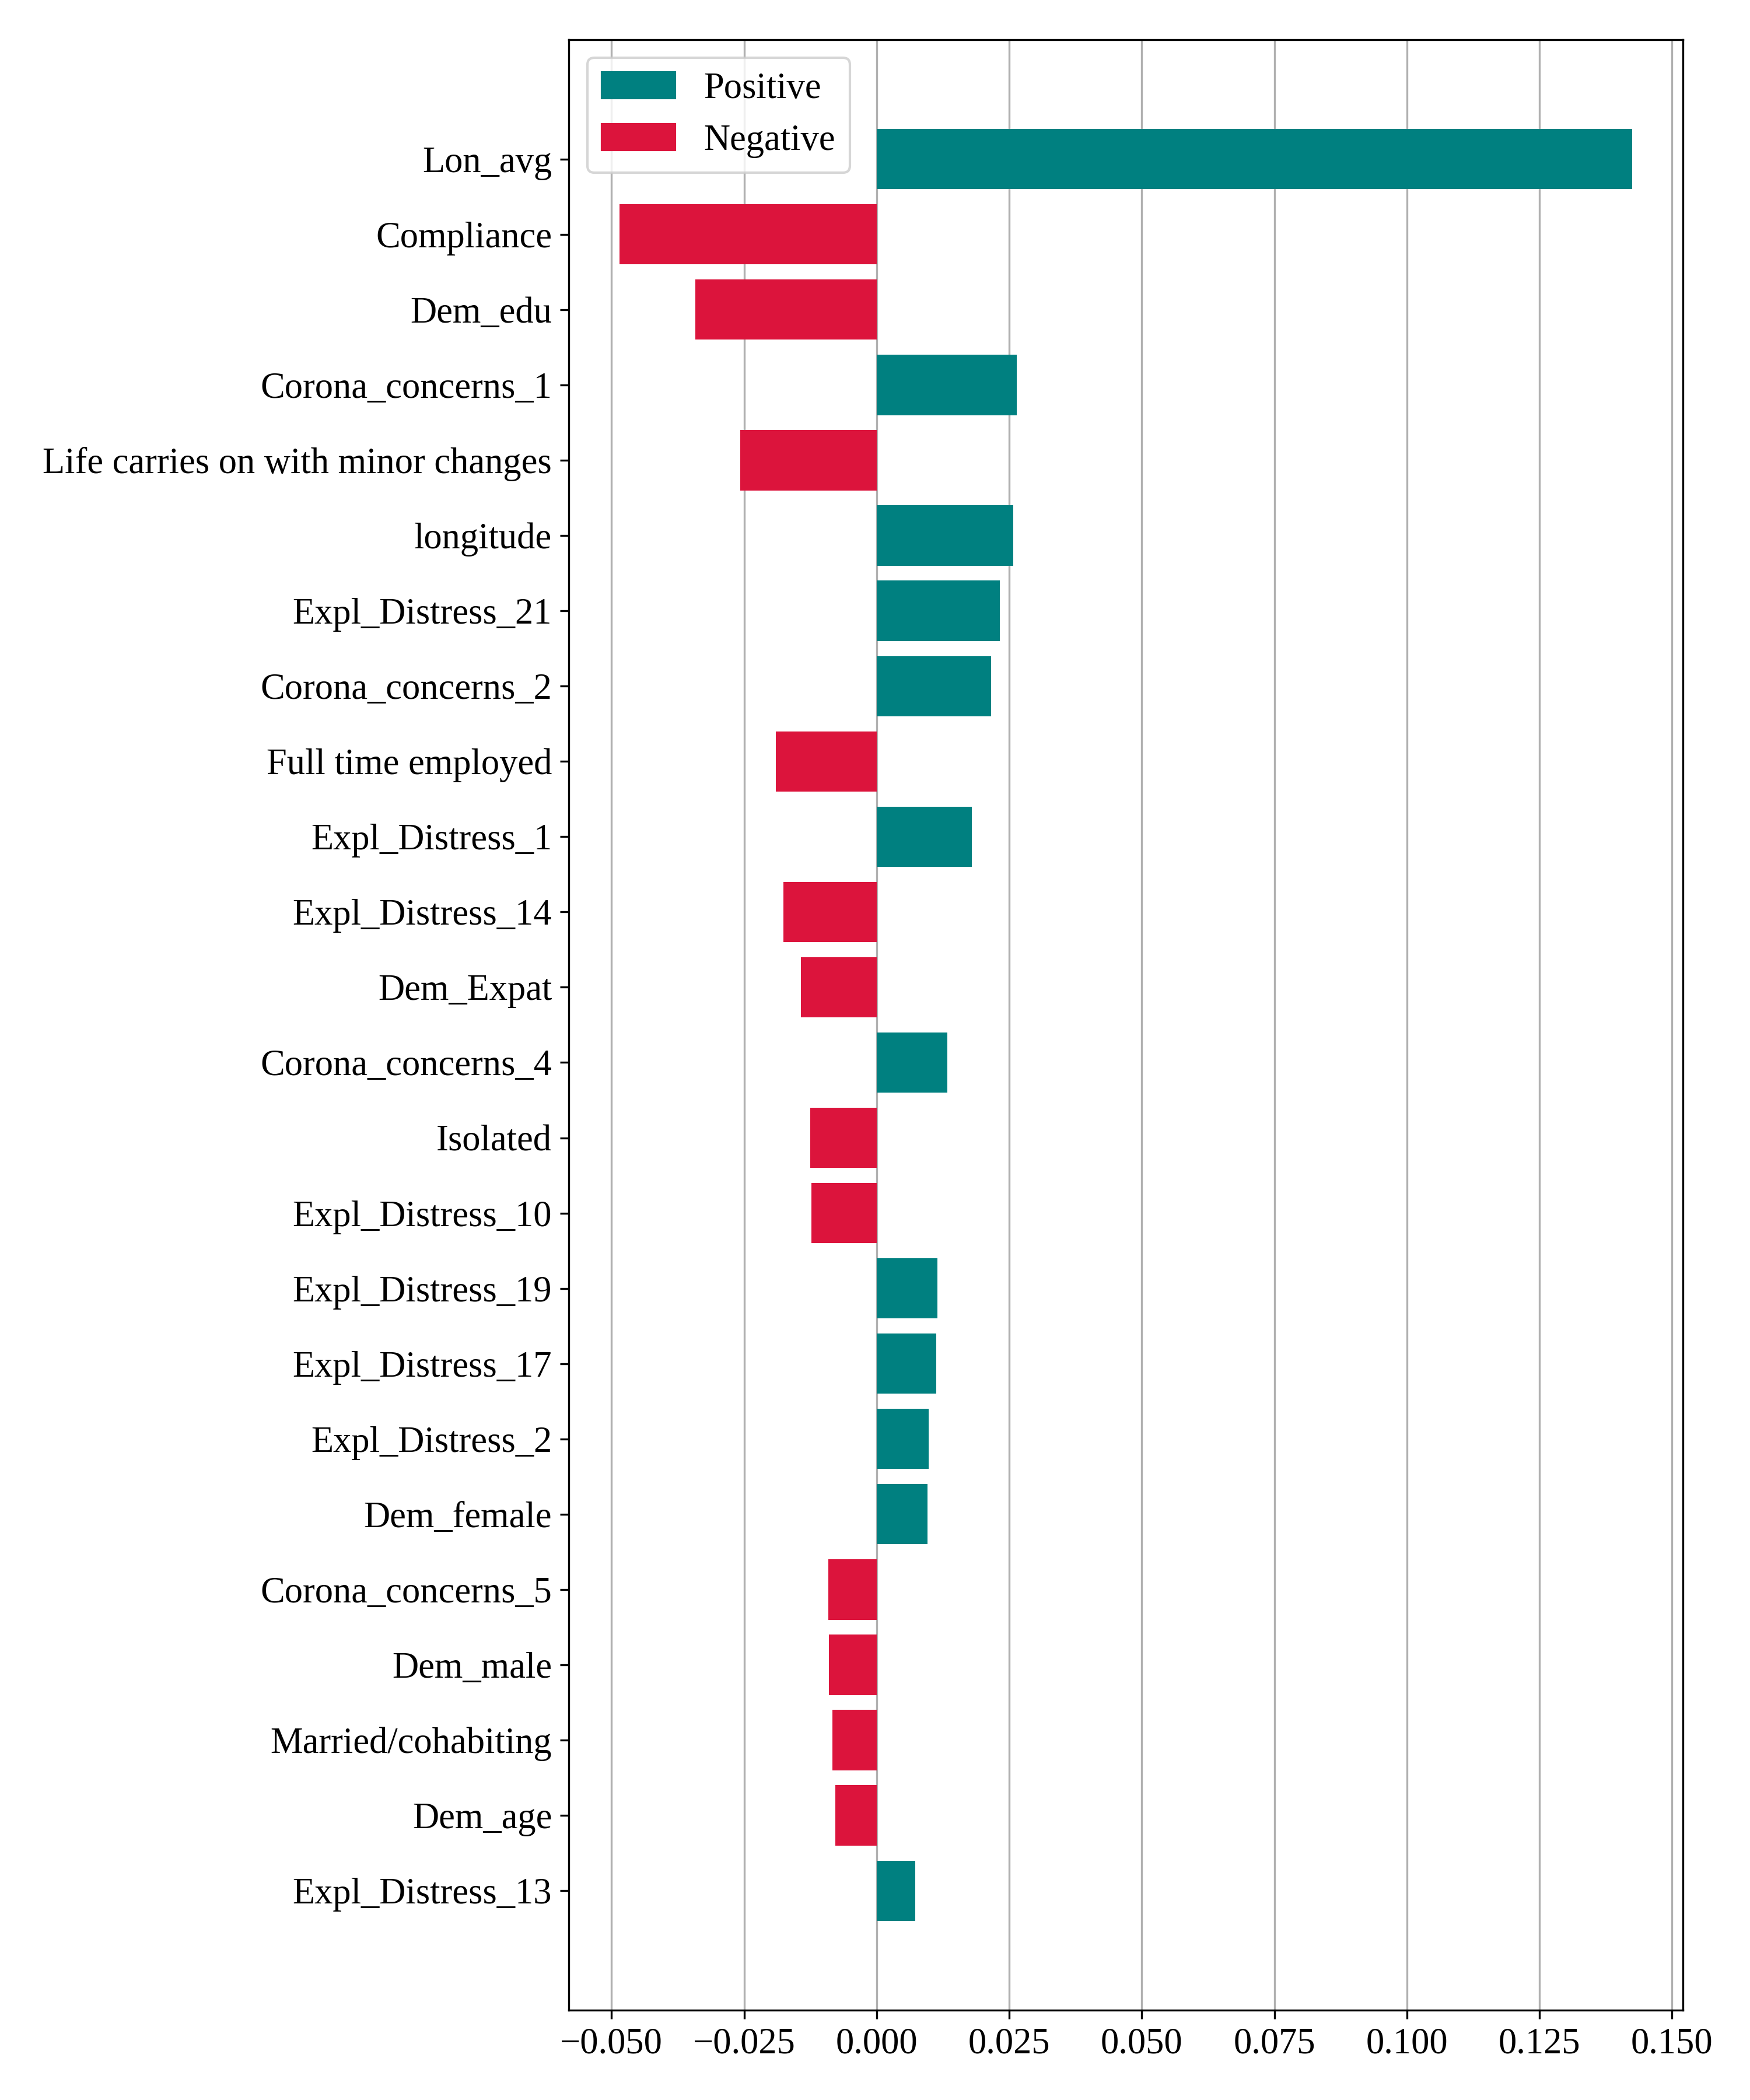 Positive
Negative
Lon_avg
Compliance
Dem_edu
Corona_concerns_1
Life carries on with minor changes
longitude
Expl_Distress_21
Corona_concerns_2
Full time employed
Expl_Distress_1
Expl_Distress_14
Dem_Expat
Corona_concerns_4
Isolated
Expl_Distress_10
Expl_Distress_19
Expl_Distress_17
Expl_Distress_2
Dem_female
Corona_concerns_5
Dem_male
Married/cohabiting
Dem_age
Expl_Distress_13
−0.050 −0.025 0.000 0.025 0.050 0.075 0.100 0.125 0.150